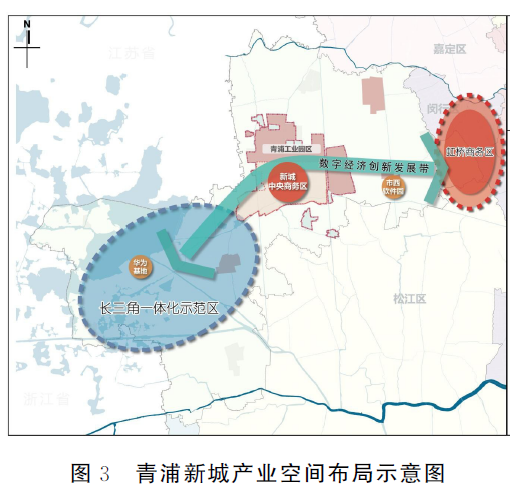 N
江苏省
嘉定区
闵行
青浦工业园区
虹桥商务区
数字经济创新发展带
新城
中央商务区
市西
软件园
华为
基地
长三角一体化示范区
松江区
浙江省
图 3 青浦新城产业空间布局示意图